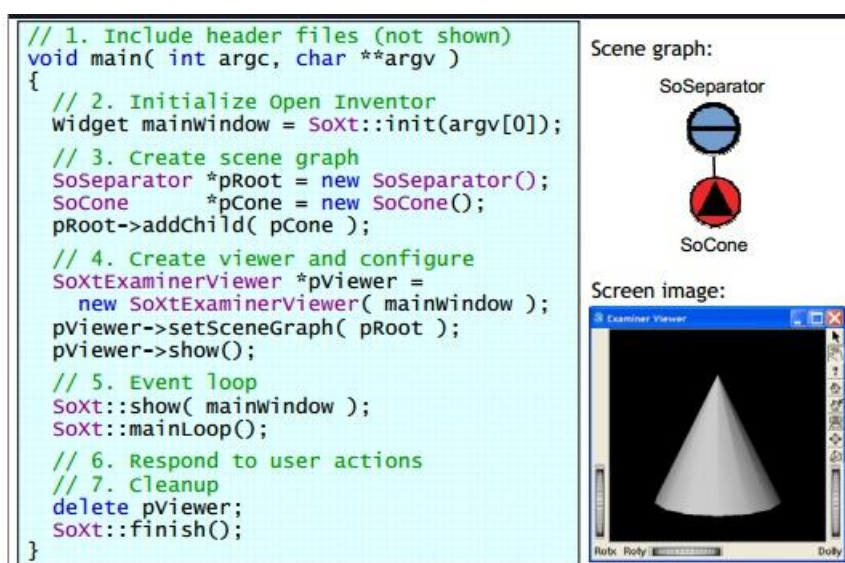 // 1. Include header files (not shown)
void main( int argc, char **argv )
{
// 2. Initialize Open Inventor
Widget mainWindow = SoXt::init(argv[0]);
// 3. Create scene graph
SoSeparator *pRoot = new SoSeparator();
SoCone *pCone = new SoCone();
pRoot->addChild( pCone );
// 4. Create viewer and configure
SoXtExaminerViewer *pViewer =
new SoXtExaminerViewer( mainWindow );
pViewer->setSceneGraph( pRoot );
pViewer->show();
// 5. Event loop
SoXt::show( mainWindow );
SoXt::mainLoop();
// 6. Respond to user actions
// 7. Cleanup
delete pViewer;
SoXt::finish();
}
Scene graph:
SoSeparator
SoCone
Screen image:
Examiner Viewer
?
Rotx Roty Dolly